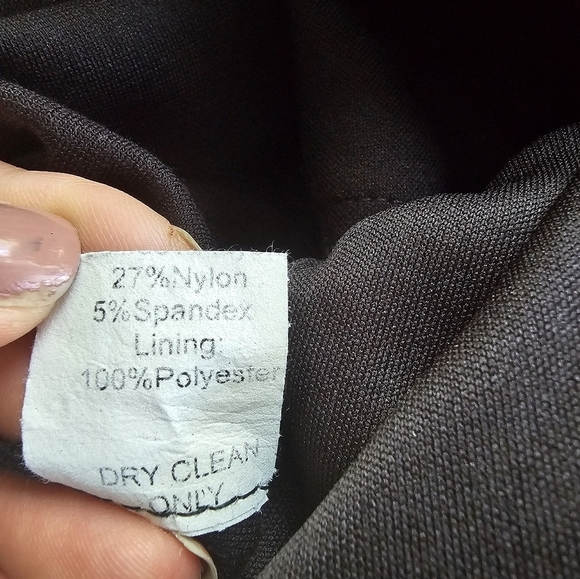 27%Nylon
5%Spandex
Lining:
100%Polyester
DRY CLEAN
ONLY